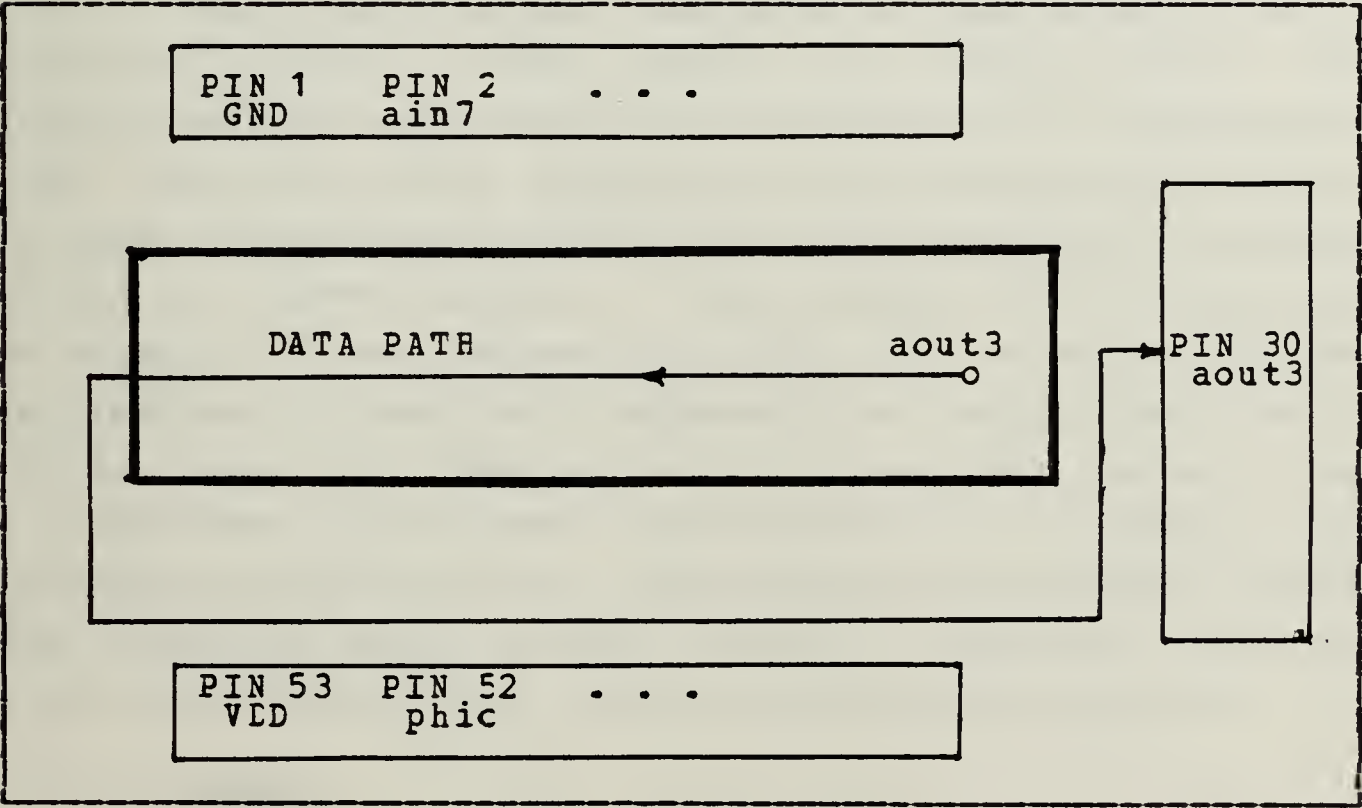 PIN 1 PIN 2 . . .
GND ain7
DATA PATH aout3
PIN 30
aout3
PIN 53 PIN 52 . . .
VDD phic